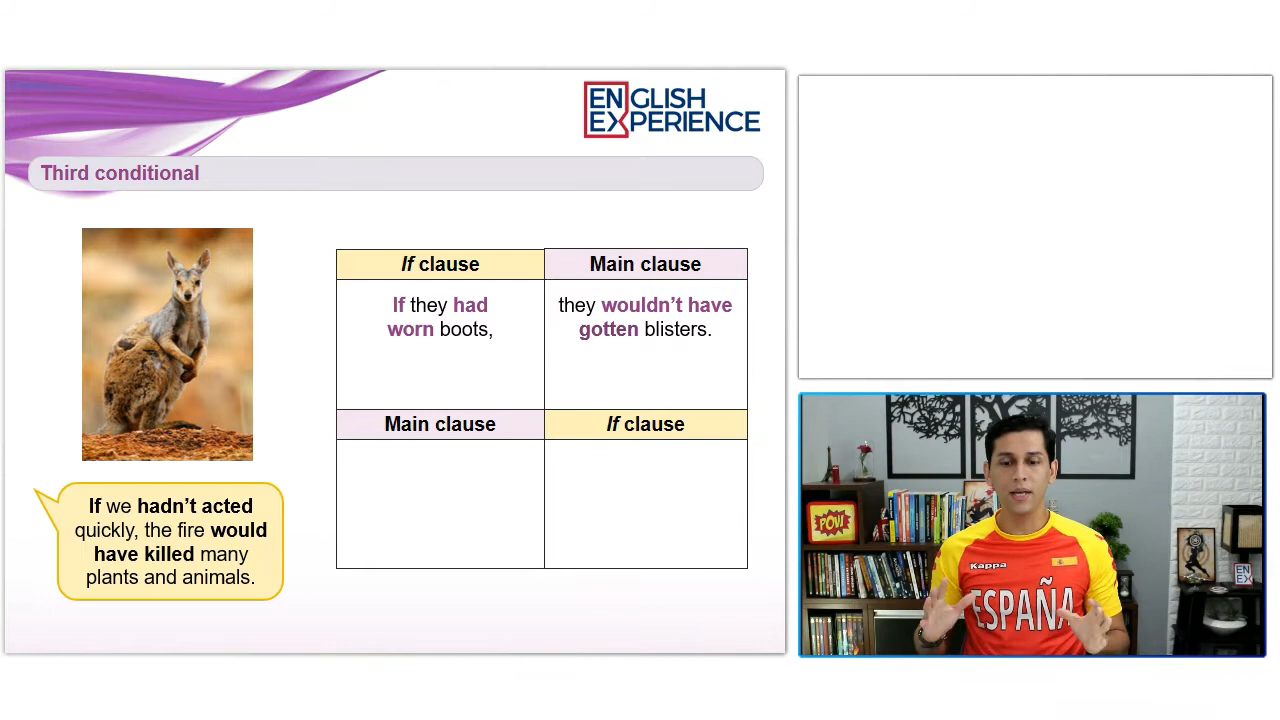 ENGLISH
EXPERIENCE
Third conditional
If clause
Main clause
If they had
worn boots,
they wouldn’t have
gotten blisters.
Main clause
If clause
If we hadn’t acted
quickly, the fire would
have killed many
plants and animals.
POW!
Kappa
ESPAÑA
EN
EX